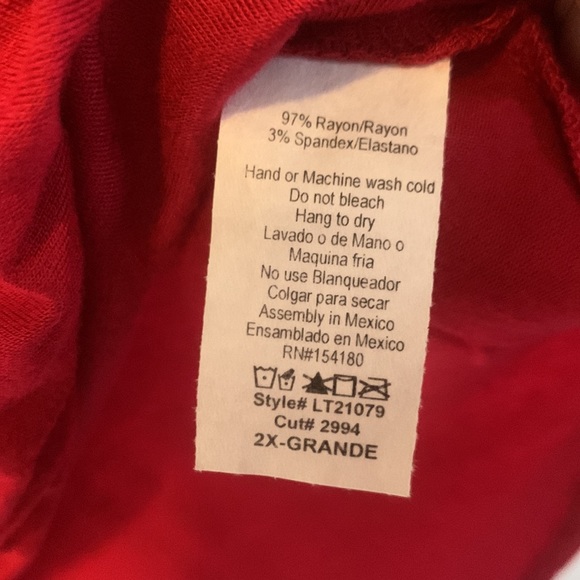 97% Rayon/Rayon
3% Spandex/Elastano
Hand or Machine wash cold
Do not bleach
Hang to dry
Lavado o de Mano o
Maquina fria
No use Blanqueador
Colgar para secar
Assembly in Mexico
Ensamblado en Mexico
RN#154180
Style# LT21079
Cut# 2994
2X-GRANDE